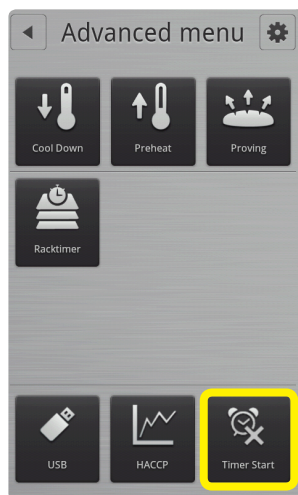 Advanced menu
Cool Down
Preheat
Proving
Racktimer
USB
HACCP
Timer Start